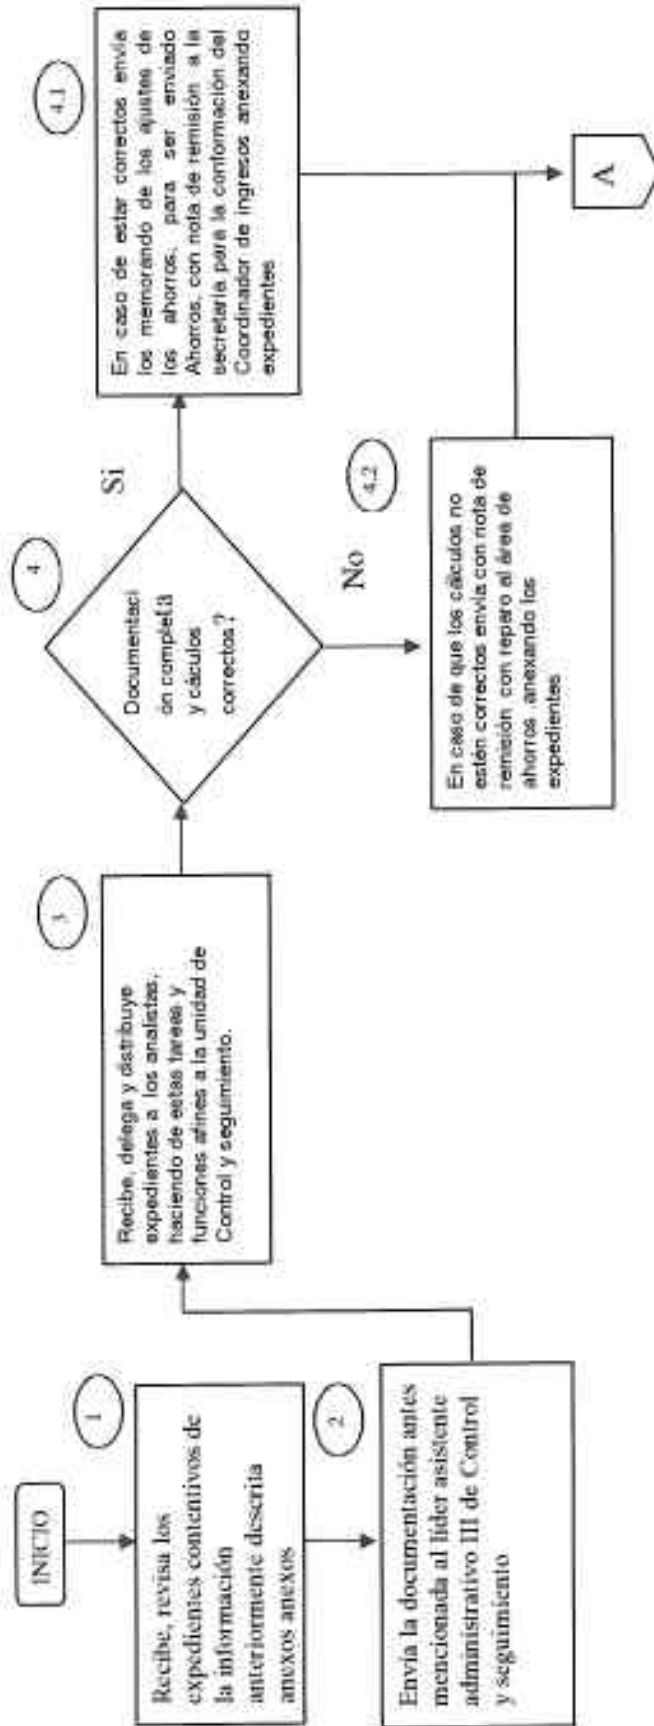 INICIO
1
Recibe, revisa los
expedientes contentivos de
la información
anteriormente descrita
anexos anexos
2
Envía la documentación antes
mencionada al líder asistente
administrativo III de Control
y seguimiento
3
Recibe, delega y distribuye
expedientes a los analistas,
haciendo de estas tareas y
funciones afines a la unidad de
Control y seguimiento.
4
Documentaci
ón completa
y cáculos
correctos?
Si
4.1
En caso de estar correctos envía
los memorando de los ajustes de
los ahorros, para ser enviado
Ahorros, con nota de remisión a la
secretaria para la conformación del
Coordinador de ingresos anexando
expedientes
No
4.2
En caso de que los cálculos no
estén correctos envía con nota de
remisión con reparo al área de
ahorros anexando los
expedientes
A